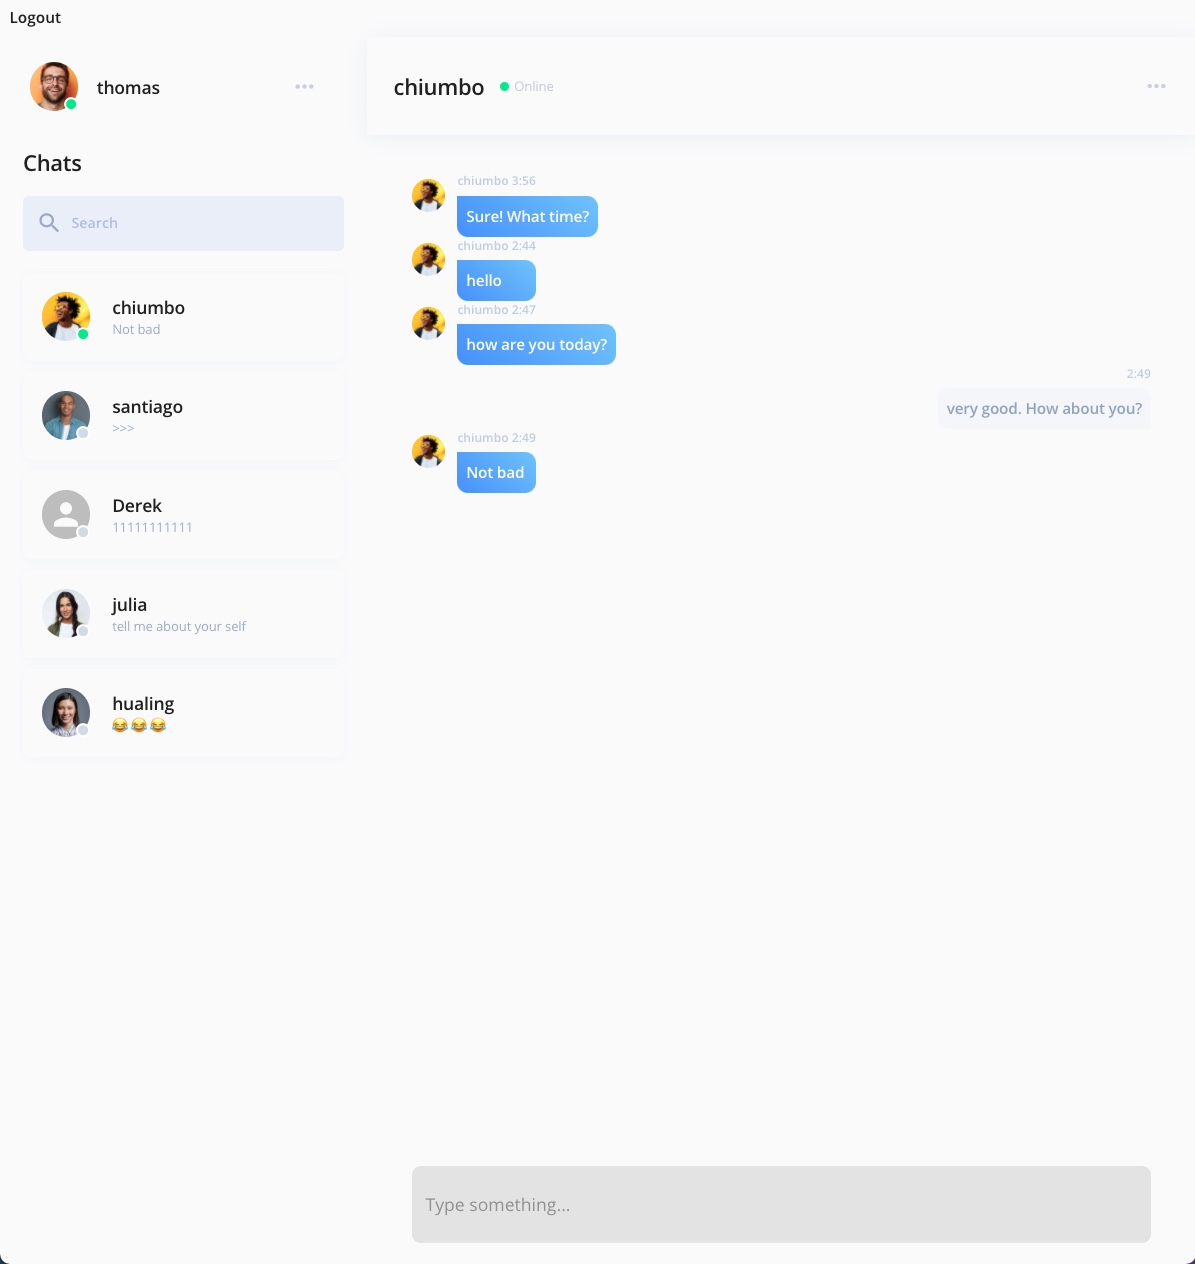 Logout
thomas
Chats
Search
chiumbo
Not bad
santiago
>>>
Derek
11111111111
julia
tell me about your self
hualing
😂😂😂
chiumbo Online
chiumbo 3:56
Sure! What time?
chiumbo 2:44
hello
chiumbo 2:47
how are you today?
2:49
very good. How about you?
chiumbo 2:49
Not bad
Type something...